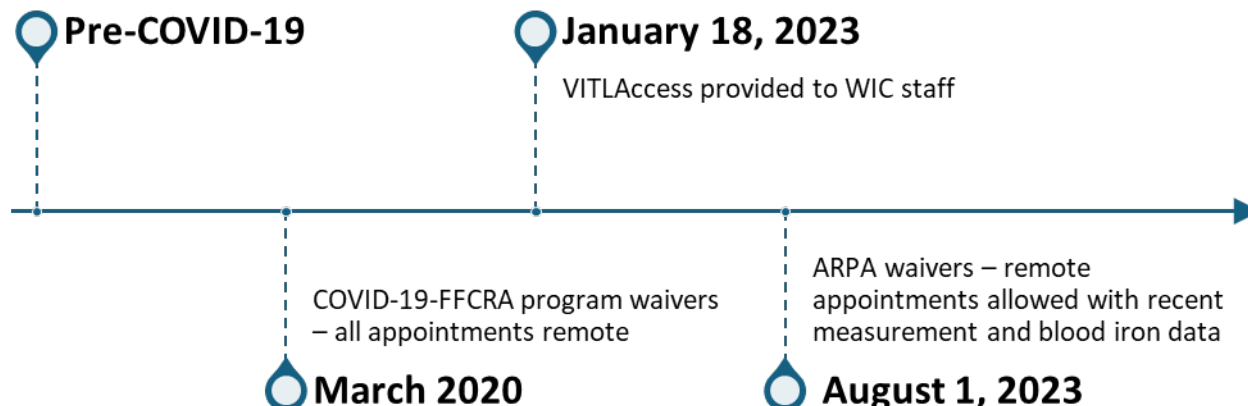 Pre-COVID-19
January 18, 2023
VITLAccess provided to WIC staff
COVID-19-FFCRA program waivers
– all appointments remote
March 2020
ARPA waivers – remote
appointments allowed with recent
measurement and blood iron data
August 1, 2023